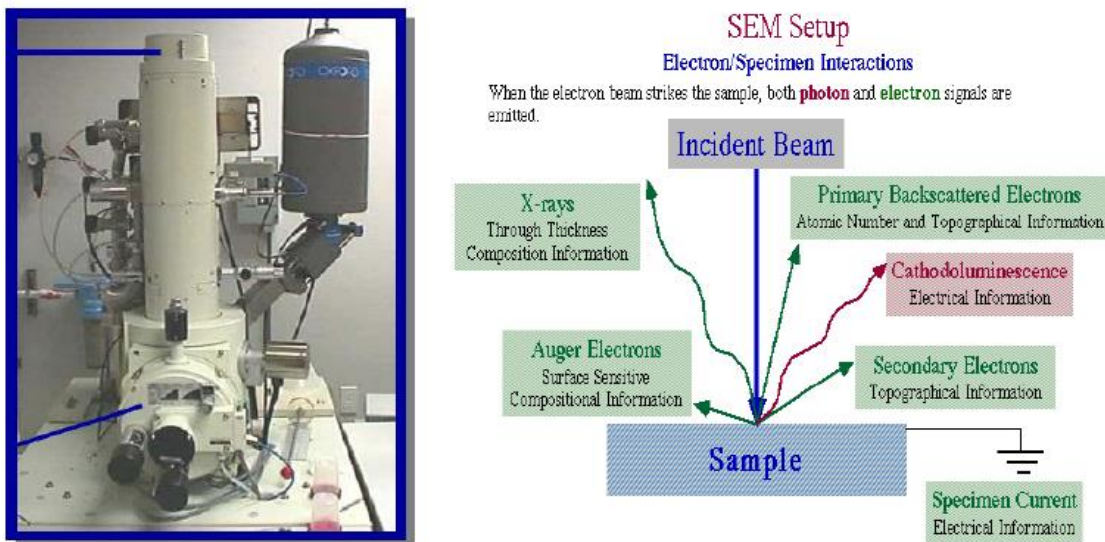 SEM Setup
Electron/Specimen Interactions
When the electron beam strikes the sample, both photon and electron signals are
emitted.
Incident Beam
X-rays
Through Thickness
Composition Information
Primary Backscattered Electrons
Atomic Number and Topographical Information
Cathodoluminescence
Electrical Information
Auger Electrons
Surface Sensitive
Compositional Information
Secondary Electrons
Topographical Information
Sample
Specimen Current
Electrical Information